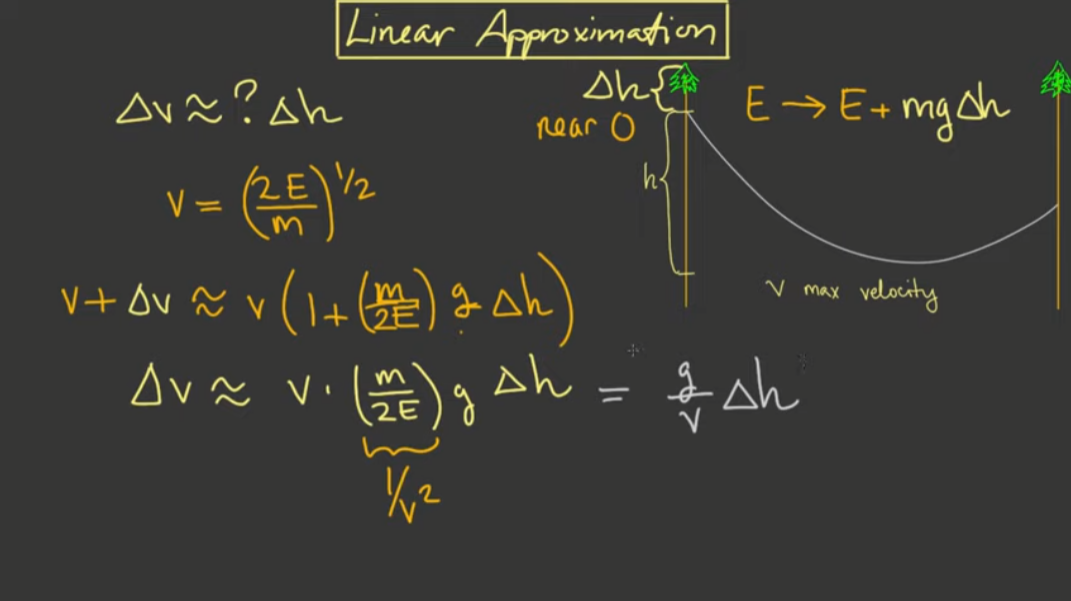 Linear Approximation
Δh
near 0
E → E + mgΔh
h
v max velocity
Δv ≈ ? Δh
v = (2E/m)^1/2
v + Δv ≈ v (1 + (m/2E) g Δh)
Δv ≈ v · (m/2E) g Δh = g/v Δh
1/v²